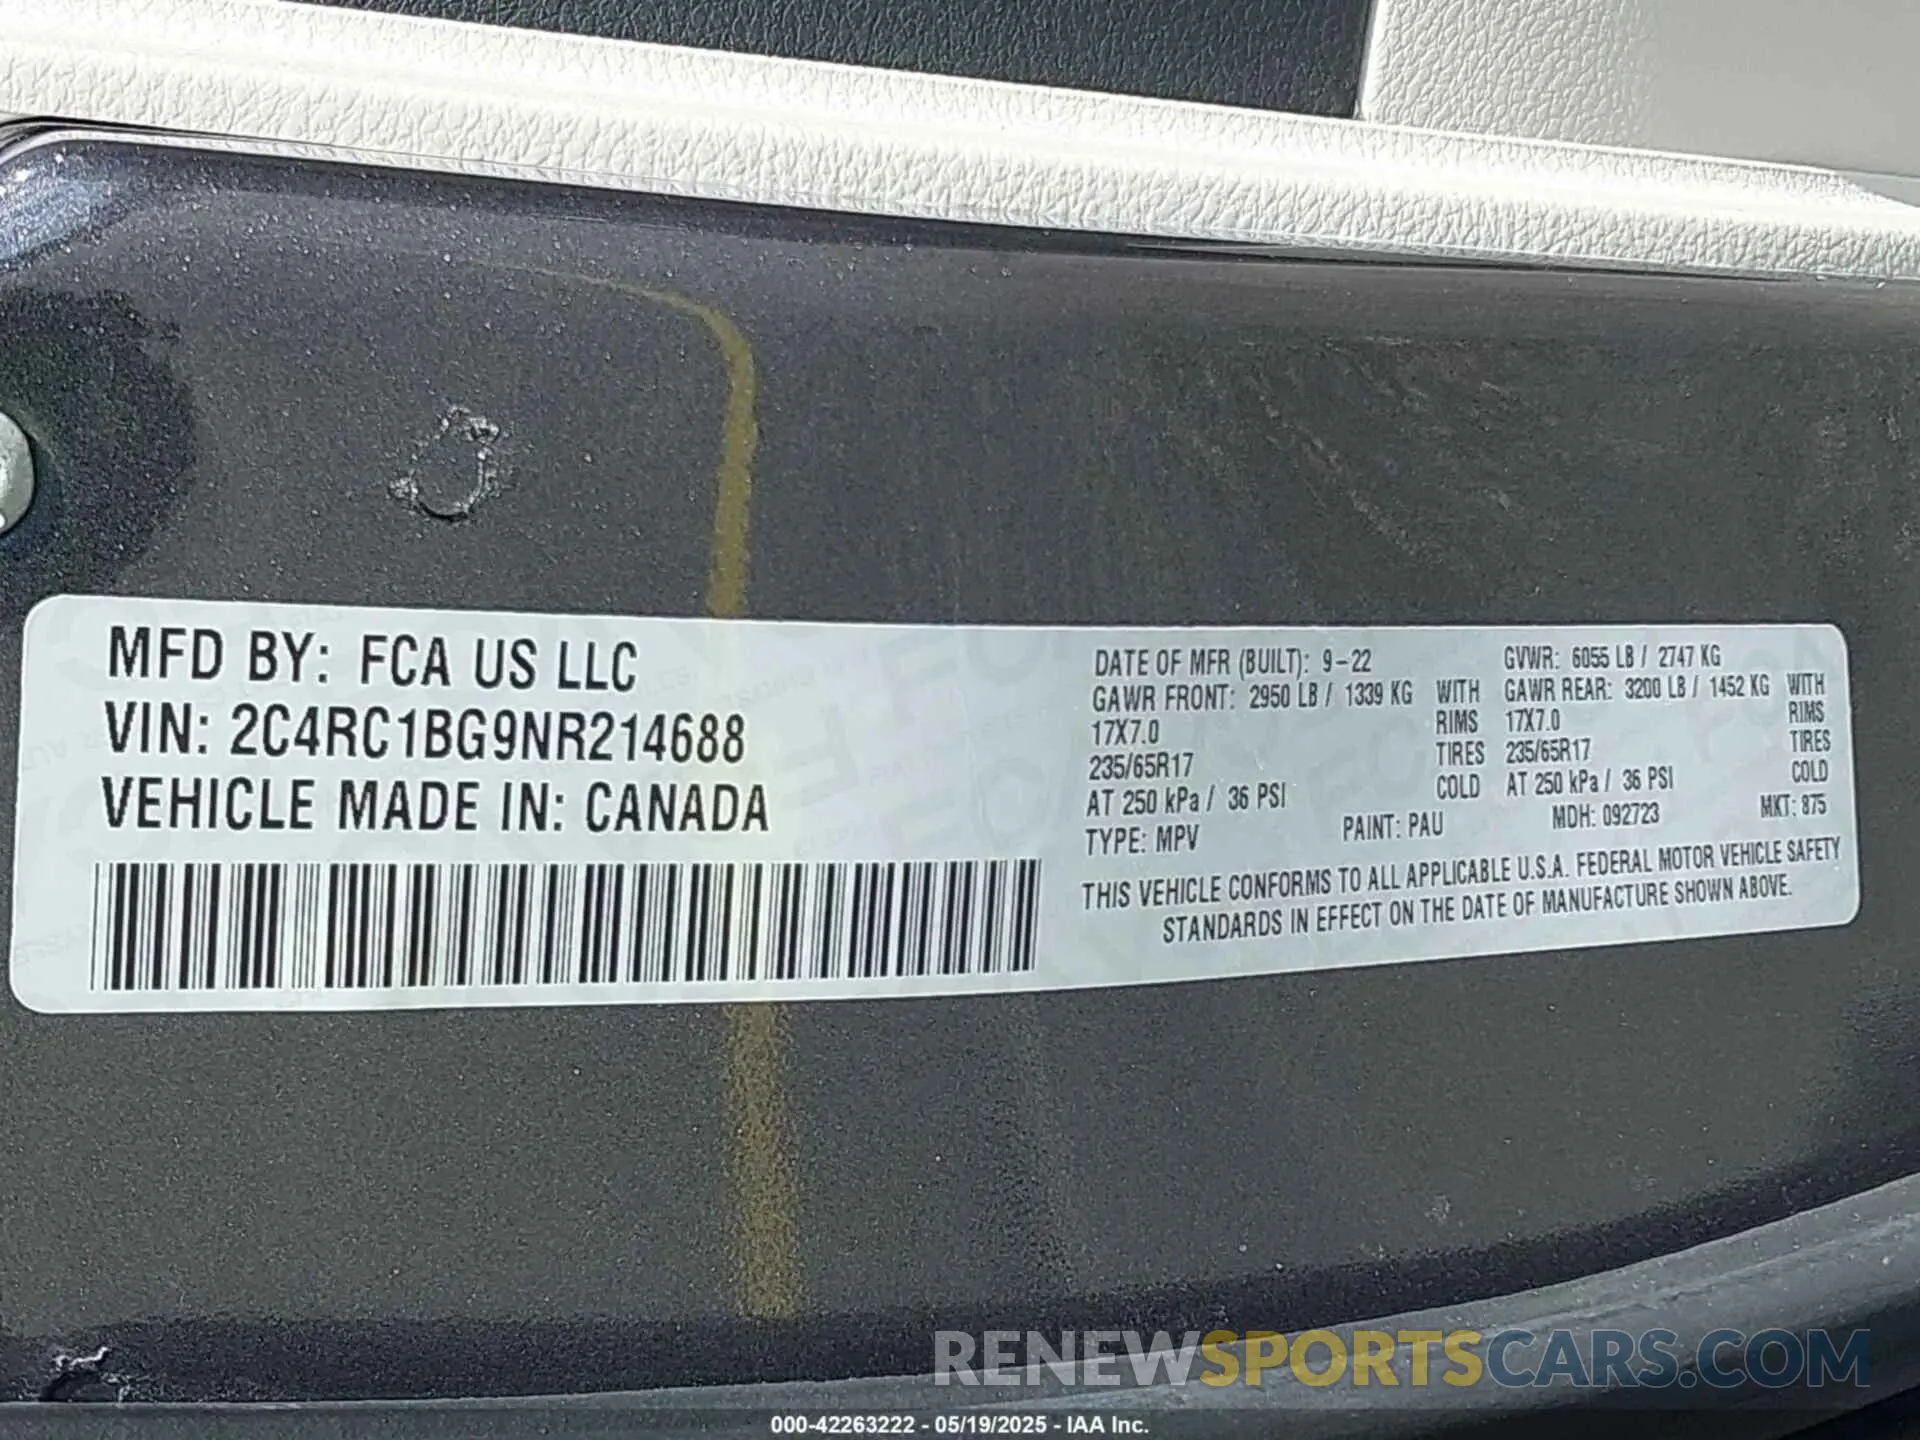 MFD BY: FCA US LLC
VIN: 2C4RC1BG9NR214688
VEHICLE MADE IN: CANADA
DATE OF MFR (BUILT): 9-22
GVWR: 6055 LB / 2747 KG
GAWR FRONT: 2950 LB / 1339 KG WITH
GAWR REAR: 3200 LB / 1452 KG WITH
17X7.0 RIMS
17X7.0 RIMS
235/65R17 TIRES
235/65R17 TIRES
AT 250 kPa / 36 PSI COLD
AT 250 kPa / 36 PSI COLD
TYPE: MPV PAINT: PAU MDH: 092723 MKT: 875
THIS VEHICLE CONFORMS TO ALL APPLICABLE U.S.A. FEDERAL MOTOR VEHICLE SAFETY
STANDARDS IN EFFECT ON THE DATE OF MANUFACTURE SHOWN ABOVE.
RENEWSPORTSCARS.COM
000-42263222 - 05/19/2025 - IAA Inc.